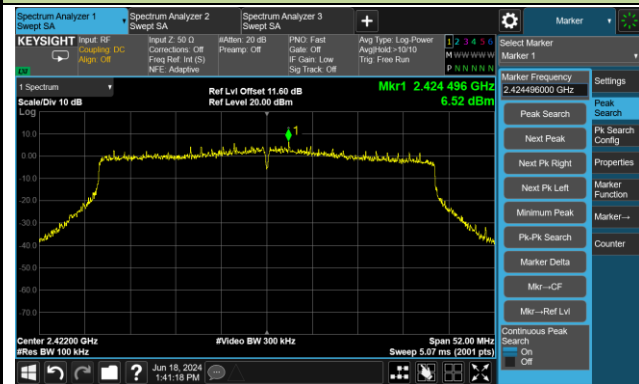 Spectrum Analyzer 1
Swept SA
Spectrum Analyzer 2
Swept SA
Spectrum Analyzer 3
Swept SA
+
Marker
KEYSIGHT
Input: RF
Coupling: DC
Align: Off
Input Z: 50 Ω
Corrections: Off
Freq Ref: Int (S)
NFE: Adaptive
#Atten: 20 dB
Preamp: Off
PNO: Fast
Gate: Off
IF Gain: Low
Sig Track: Off
Avg Type: Log-Power
Avg|Hold:>10/10
Trig: Free Run
1 2 3 4 5 6
M W W W W W
P N N N N N
LXI
Select Marker
Marker 1
1 Spectrum
Scale/Div 10 dB
Log
Ref Lvl Offset 11.60 dB
Ref Level 20.00 dBm
Mkr1 2.424 496 GHz
6.52 dBm
1
10.0
0.00
-10.0
-20.0
-30.0
-40.0
-50.0
-60.0
-70.0
Center 2.42200 GHz
#Res BW 100 kHz
#Video BW 300 kHz
Span 52.00 MHz
Sweep 5.07 ms (2001 pts)
Marker Frequency
2.424496000 GHz
Peak Search
Next Peak
Next Pk Right
Next Pk Left
Minimum Peak
Pk-Pk Search
Marker Delta
Mkr→CF
Mkr→Ref Lvl
Continuous Peak
Search
On
Off
Settings
Peak
Search
Pk Search
Config
Properties
Marker
Function
Marker→
Counter
?
Jun 18, 2024
1:41:18 PM